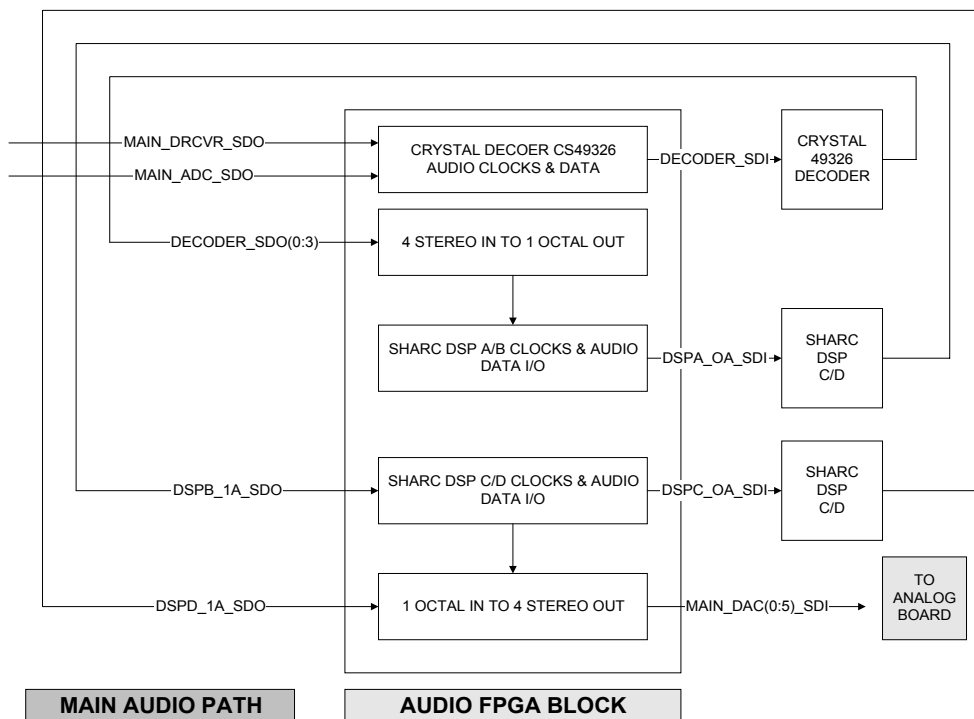 MAIN_DRCVR_SDO
MAIN_ADC_SDO
CRYSTAL DECOER CS49326
AUDIO CLOCKS & DATA
DECODER_SDI
CRYSTAL
49326
DECODER
DECODER_SDO(0:3)
4 STEREO IN TO 1 OCTAL OUT
SHARC DSP A/B CLOCKS & AUDIO
DATA I/O
DSPA_OA_SDI
SHARC
DSP
C/D
DSPB_1A_SDO
SHARC DSP C/D CLOCKS & AUDIO
DATA I/O
DSPC_OA_SDI
SHARC
DSP
C/D
DSPD_1A_SDO
1 OCTAL IN TO 4 STEREO OUT
MAIN_DAC(0:5)_SDI
TO
ANALOG
BOARD
MAIN AUDIO PATH
AUDIO FPGA BLOCK